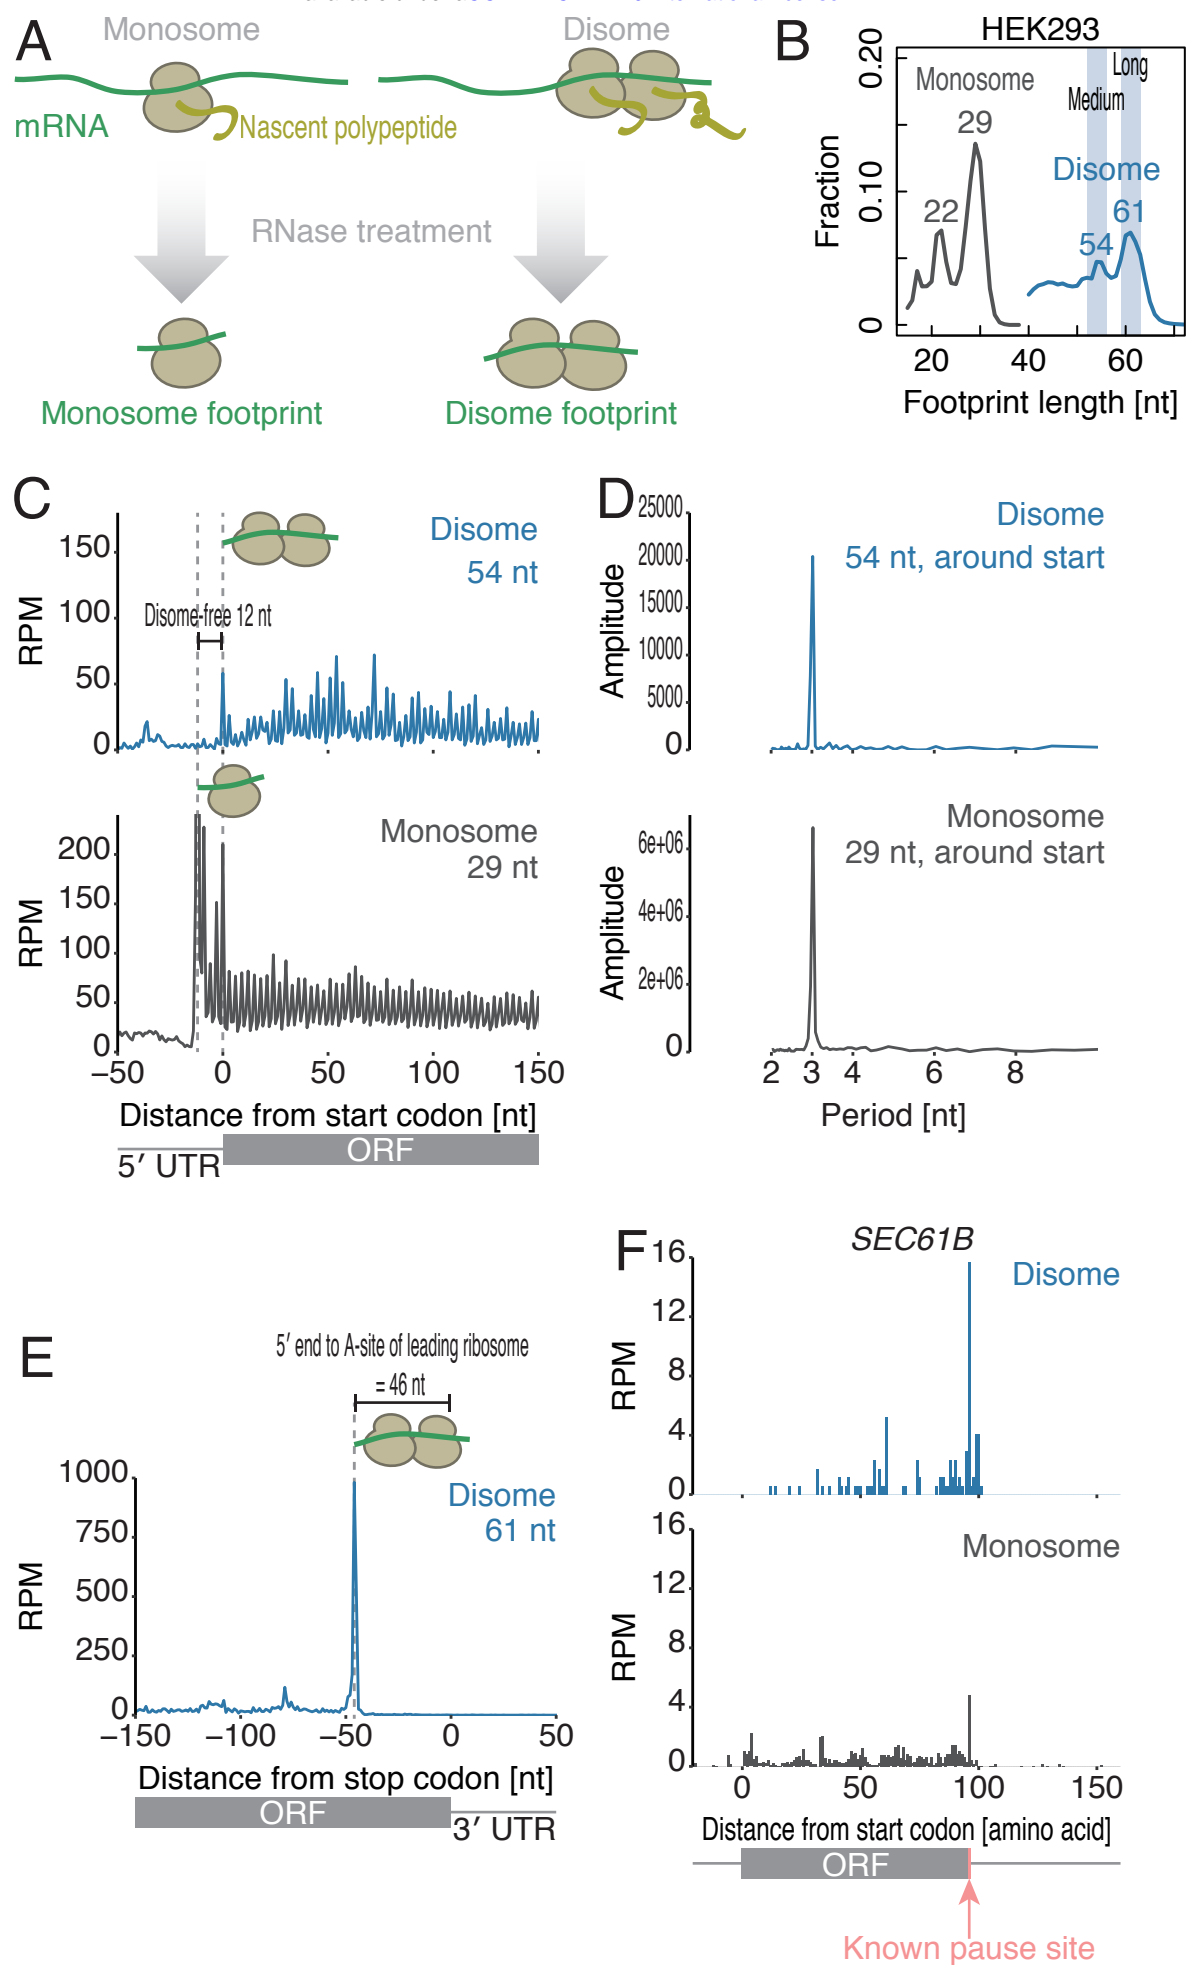 A
Monosome
Disome
mRNA
Nascent polypeptide
RNase treatment
Monosome footprint
Disome footprint
B
HEK293
0.20
0.10
0
Fraction
Monosome
29
22
Long
Medium
Disome
61
54
20 40 60
Footprint length [nt]
C
150
100
50
0
RPM
Disome
54 nt
Disome-free 12 nt
200
150
100
50
0
RPM
Monosome
29 nt
−50 0 50 100 150
Distance from start codon [nt]
ORF
5′ UTR
D
25000
20000
15000
10000
5000
0
Amplitude
Disome
54 nt, around start
6e+06
4e+06
2e+06
0
Amplitude
Monosome
29 nt, around start
2 3 4 6 8
Period [nt]
E
5′ end to A-site of leading ribosome
= 46 nt
1000
750
500
250
0
RPM
Disome
61 nt
−150 −100 −50 0 50
Distance from stop codon [nt]
ORF
3′ UTR
F
SEC61B
16
12
8
4
0
RPM
Disome
16
12
8
4
0
RPM
Monosome
0 50 100 150
Distance from start codon [amino acid]
ORF
Known pause site